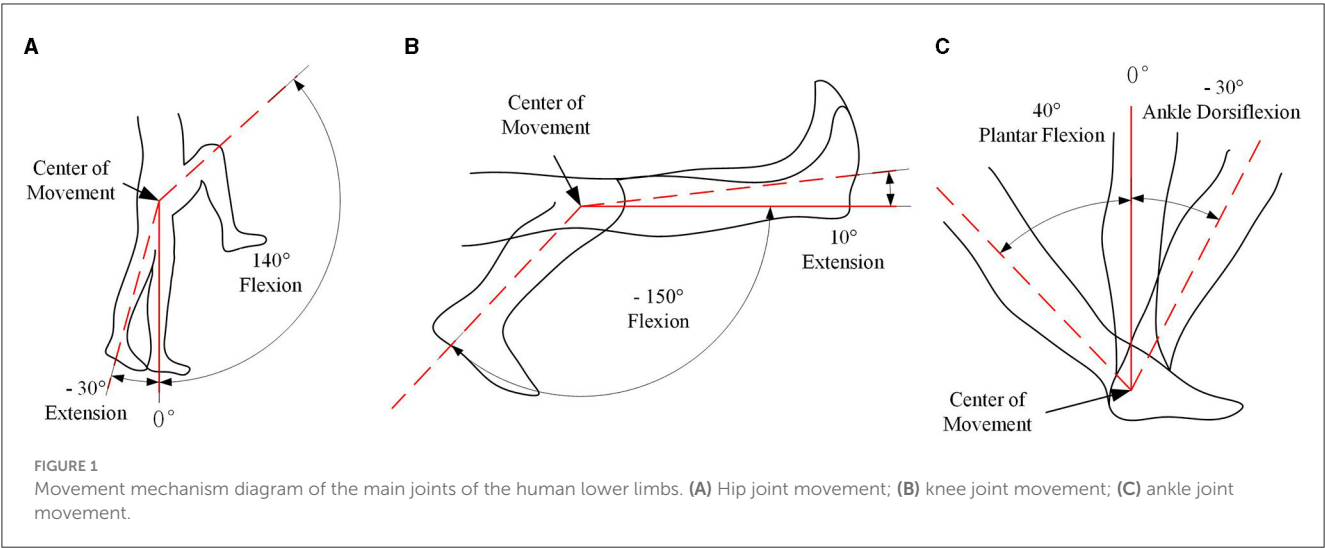 A
Center of
Movement
140°
Flexion
- 30°
Extension
0°
B
Center of
Movement
10°
Extension
- 150°
Flexion
C
0°
- 30°
Ankle Dorsiflexion
40°
Plantar Flexion
Center of
Movement
FIGURE 1
Movement mechanism diagram of the main joints of the human lower limbs. (A) Hip joint movement; (B) knee joint movement; (C) ankle joint
movement.